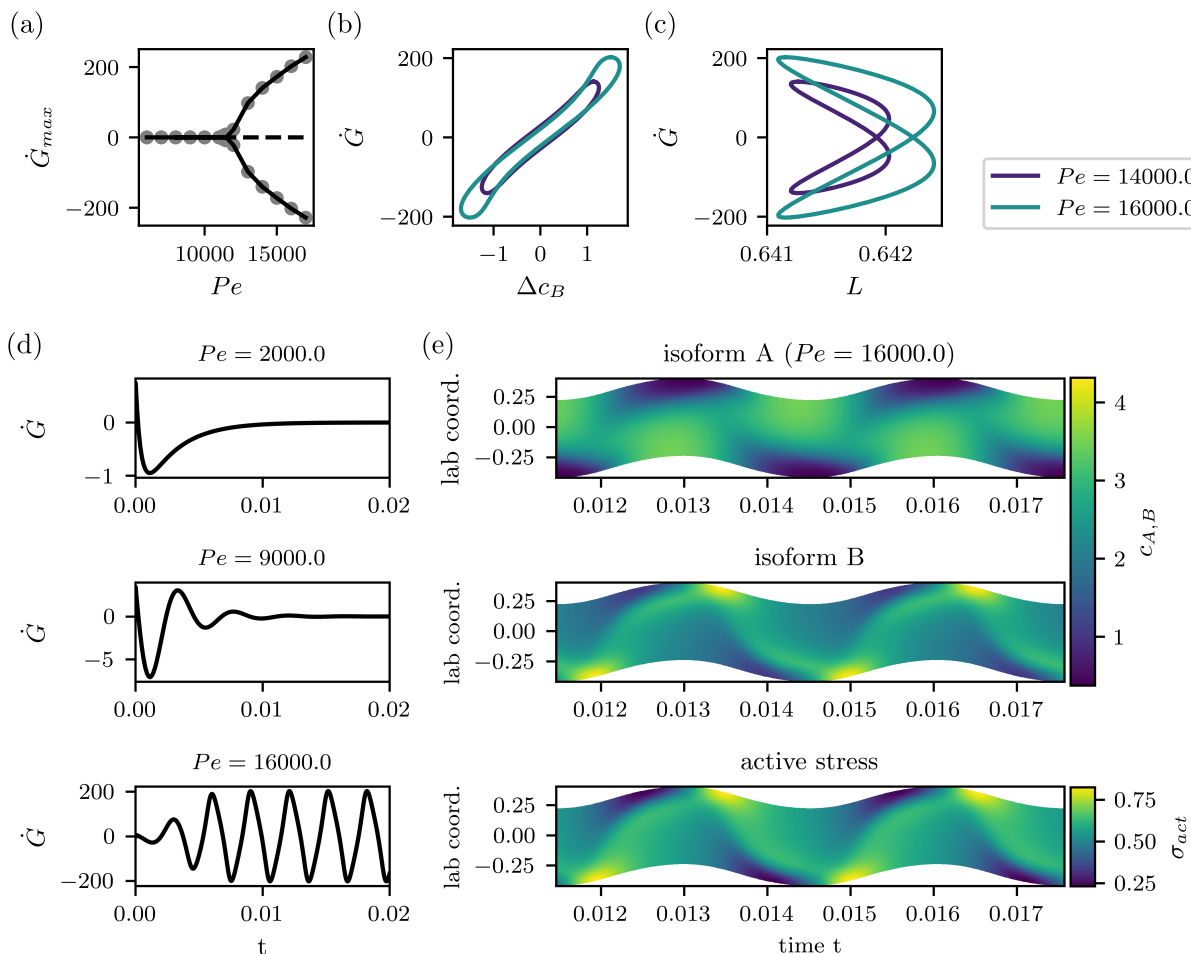 (a)
200
0
−200
Ġ_max
10000 15000
Pe
(b)
200
0
−200
Ġ
−1 0 1
Δc_B
(c)
200
0
−200
Ġ
0.641 0.642
L
Pe = 14000.0
Pe = 16000.0
(d)
Pe = 2000.0
0
−1
Ġ
0.00 0.01 0.02
Pe = 9000.0
0
−5
Ġ
0.00 0.01 0.02
Pe = 16000.0
200
0
−200
Ġ
0.00 0.01 0.02
t
(e)
isoform A (Pe = 16000.0)
lab coord.
0.25
0.00
−0.25
0.012 0.013 0.014 0.015 0.016 0.017
isoform B
lab coord.
0.25
0.00
−0.25
0.012 0.013 0.014 0.015 0.016 0.017
active stress
lab coord.
0.25
0.00
−0.25
0.012 0.013 0.014 0.015 0.016 0.017
time t
4
3
2
1
c_A,B
0.75
0.50
0.25
σ_act